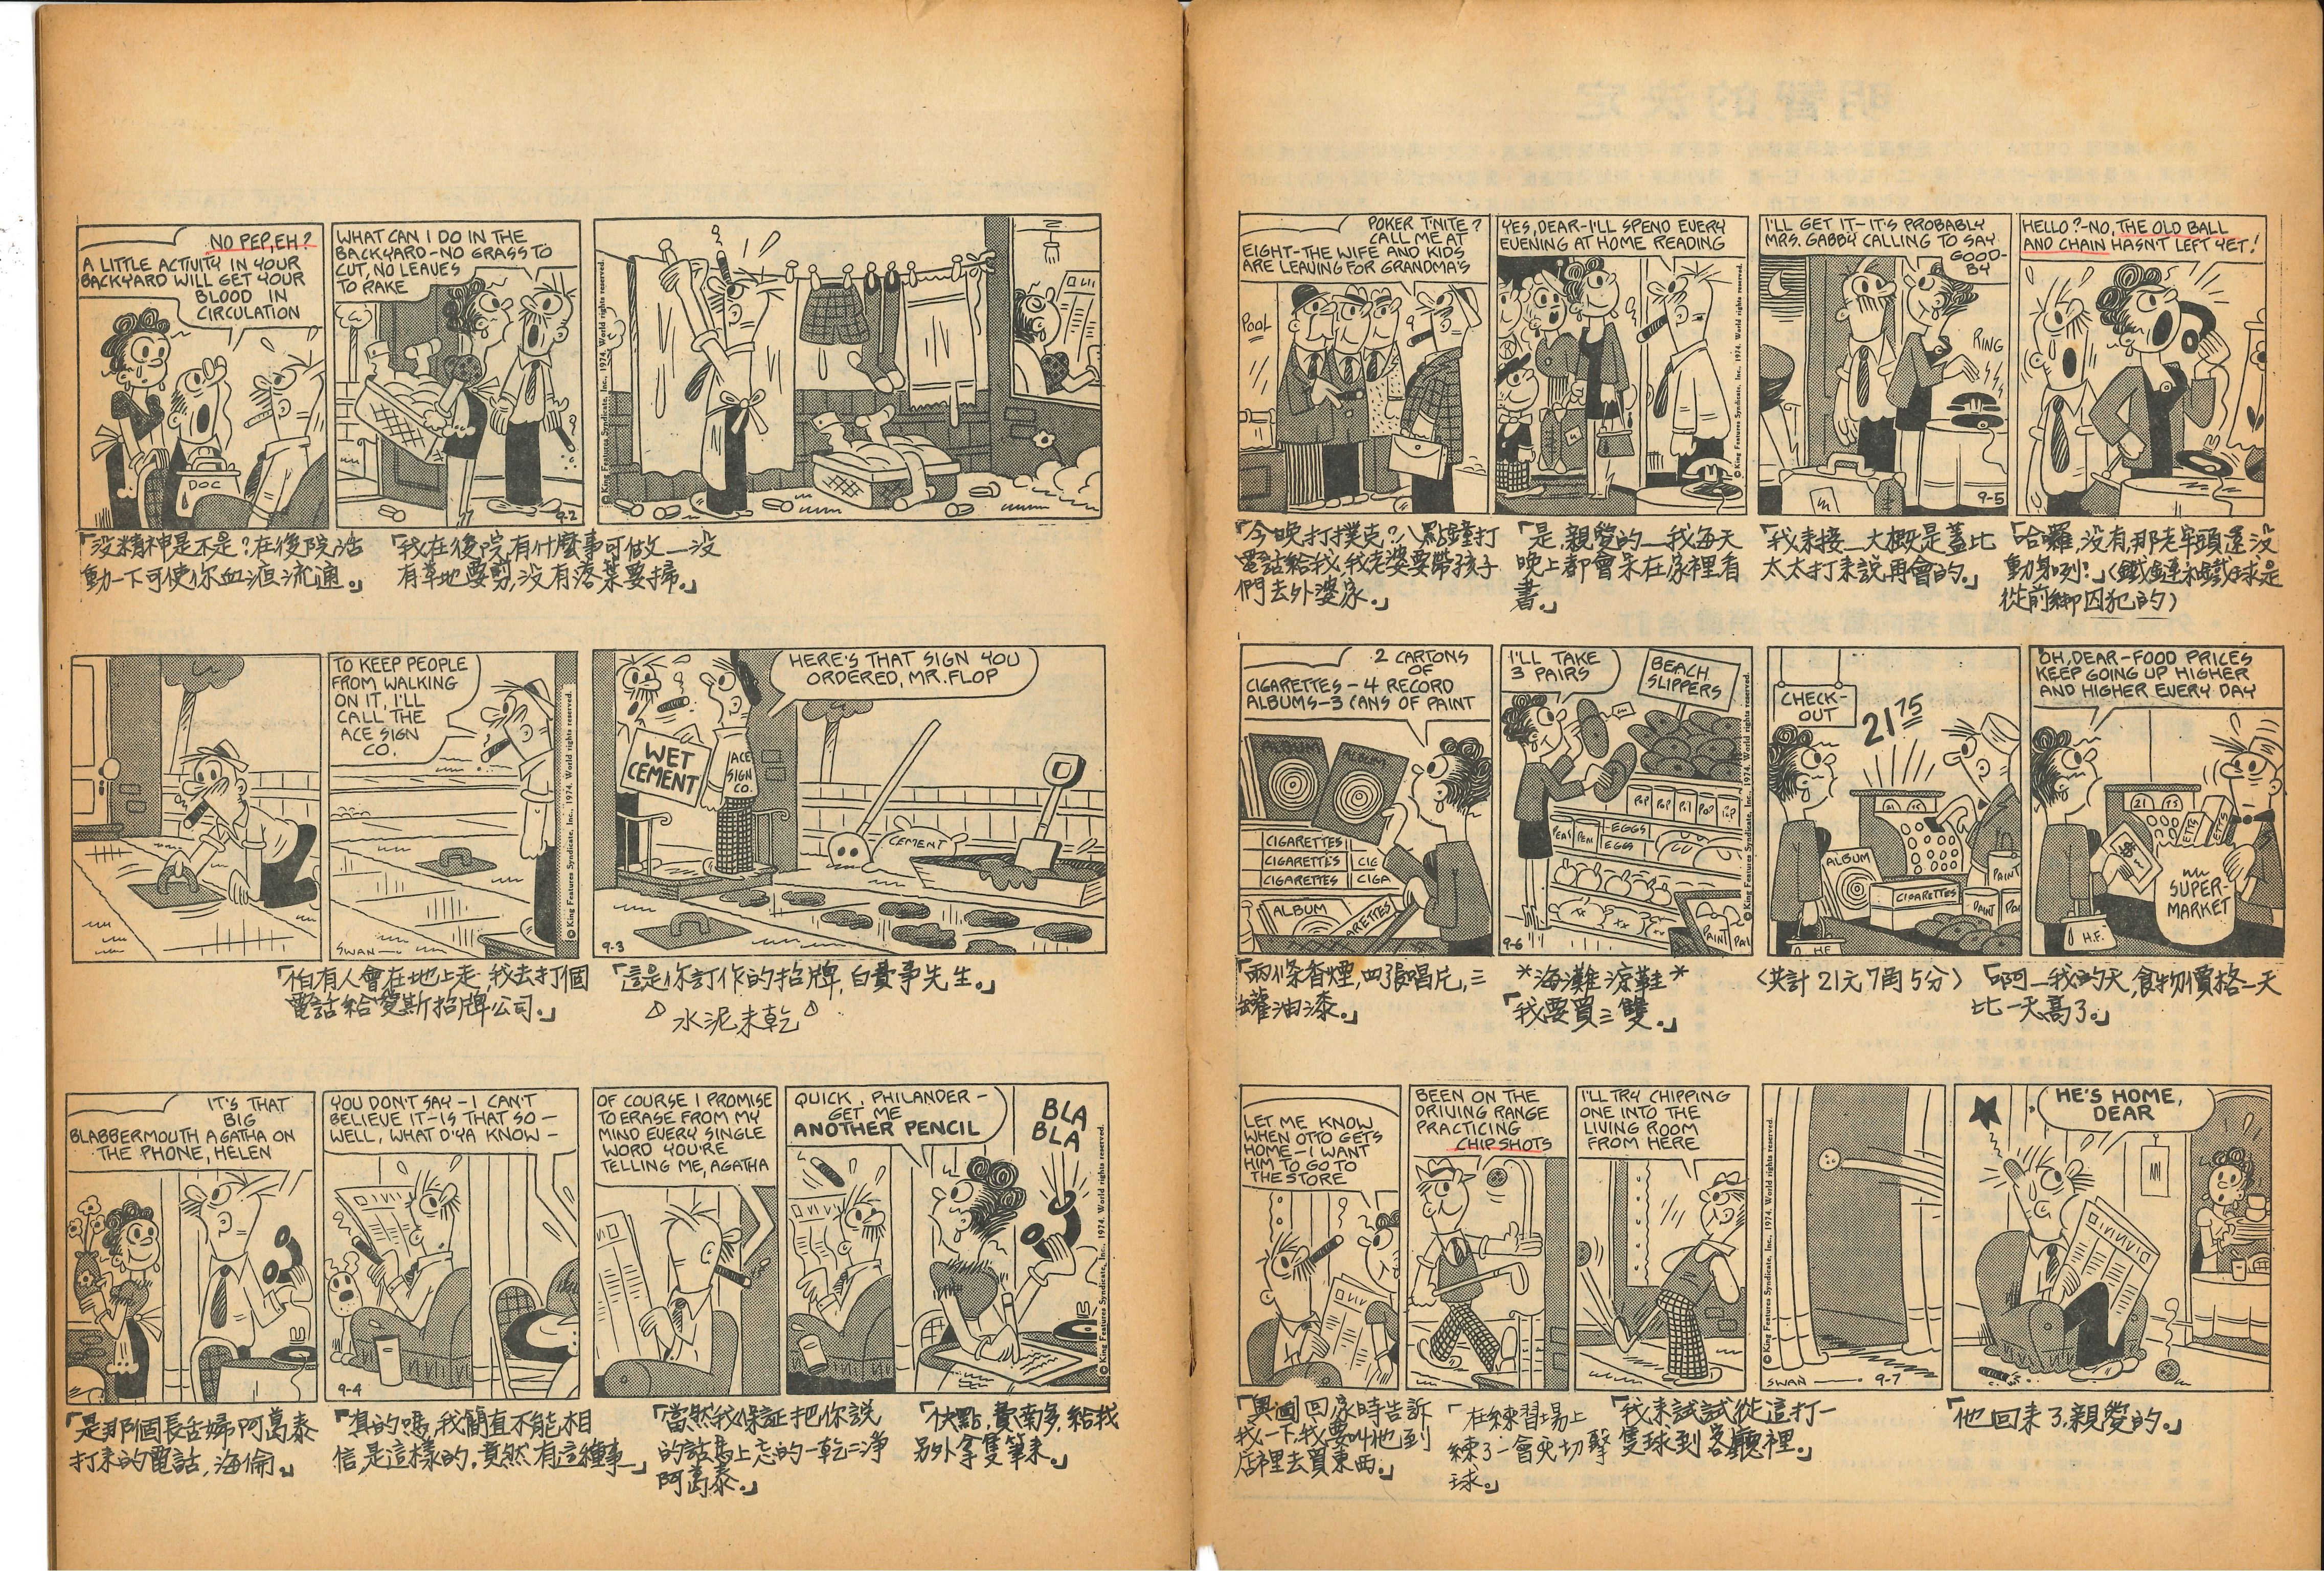 NO PEP, EH?
A LITTLE ACTIVITY IN YOUR
BACKYARD WILL GET YOUR
BLOOD IN
CIRCULATION
DOC
WHAT CAN I DO IN THE
BACKYARD-NO GRASS TO
CUT, NO LEAVES
TO RAKE
9-2
© King Features Syndicate, Inc., 1974. World rights reserved.
「沒精神是不是?在後院活
動一下可使你血液流通。」
「我在後院有什麼事可做—沒
有草地要剪,沒有落葉要掃。」
TO KEEP PEOPLE
FROM WALKING
ON IT, I'LL
CALL THE
ACE SIGN
CO.
SWAN
© King Features Syndicate, Inc., 1974. World rights reserved.
HERE'S THAT SIGN YOU
ORDERED, MR. FLOP
WET
CEMENT
ACE
SIGN
CO.
CEMENT
9-3
「怕有人會在地上走,我去打個
電話給愛斯招牌公司。」
「這是你訂作的招牌,白費事先生。」
水泥未乾
IT'S THAT
BIG
BLABBERMOUTH AGATHA ON
THE PHONE, HELEN
YOU DON'T SAY-I CAN'T
BELIEVE IT-IS THAT SO-
WELL, WHAT D'YA KNOW-
9-4
OF COURSE I PROMISE
TO ERASE FROM MY
MIND EVERY SINGLE
WORD YOU'RE
TELLING ME, AGATHA
QUICK, PHILANDER-
GET ME
ANOTHER PENCIL
BLA
BLA
© King Features Syndicate, Inc., 1974. World rights reserved.
「是那個長舌婦阿葛泰
打來的電話,海倫。」
「真的嗎,我簡直不能相
信,是這樣的,竟然有這種事」
「當然我保証把你說
的話馬上忘的一乾二淨
阿葛泰。」
「快點,費南多,給我
另外拿隻筆來。」
POKER T'NITE?
CALL ME AT
EIGHT-THE WIFE AND KIDS
ARE LEAVING FOR GRANDMA'S
POOL
YES, DEAR-I'LL SPEND EVERY
EVENING AT HOME READING
© King Features Syndicate, Inc., 1974. World rights reserved.
I'LL GET IT-IT'S PROBABLY
MRS. GABBY CALLING TO SAY
GOOD-
BY
RING
9-5
HELLO?-NO, THE OLD BALL
AND CHAIN HASN'T LEFT YET!
「今晚打撲克?八點鐘打
電話給我,我老婆要帶孩子
們去外婆家。」
「是,親愛的—我每天
晚上都會呆在家裡看
書。」
「我來接—大概是蓋比
太太打來說再會的。」
「哈囉,沒有,那老牢頭還沒
動身咧!」(鐵鏈和鐵球是
從前綁囚犯的)
2 CARTONS
OF
CIGARETTES-4 RECORD
ALBUMS-3 CANS OF PAINT
ALBUM
ALBUM
CIGARETTES
CIGARETTES CIG
CIGARETTES CIGA
ALBUM
ARETTES
I'LL TAKE
3 PAIRS
BEACH
SLIPPERS
POP POP POP POP POP
PEAS PEAS
EGGS
EGGS
PAINT PAI
9-6
© King Features Syndicate, Inc., 1974. World rights reserved.
CHECK-
OUT
21 75
ALBUM
CIGARETTES
PAINT
PAINT
H.F.
OH, DEAR-FOOD PRICES
KEEP GOING UP HIGHER
AND HIGHER EVERY DAY
SUPER-
MARKET
H.F.
「兩條香煙,四張唱片,三
罐油漆。」
*海灘涼鞋*
「我要買三雙。」
(共計21元7角5分)
「啊—我的天,食物價格一天
比一天高了。」
LET ME KNOW
WHEN OTTO GETS
HOME-I WANT
HIM TO GO TO
THE STORE
BEEN ON THE
DRIVING RANGE
PRACTICING
CHIP SHOTS
I'LL TRY CHIPPING
ONE INTO THE
LIVING ROOM
FROM HERE
© King Features Syndicate, Inc., 1974. World rights reserved.
SWAN
9-7
HE'S HOME,
DEAR
「奧圖回家時告訴
我一下,我要叫他到
店裡去買東西。」
「在練習場上
練了一會兒切擊
球。」
「我來試試從這打一
隻球到客廳裡。」
「他回來了,親愛的。」